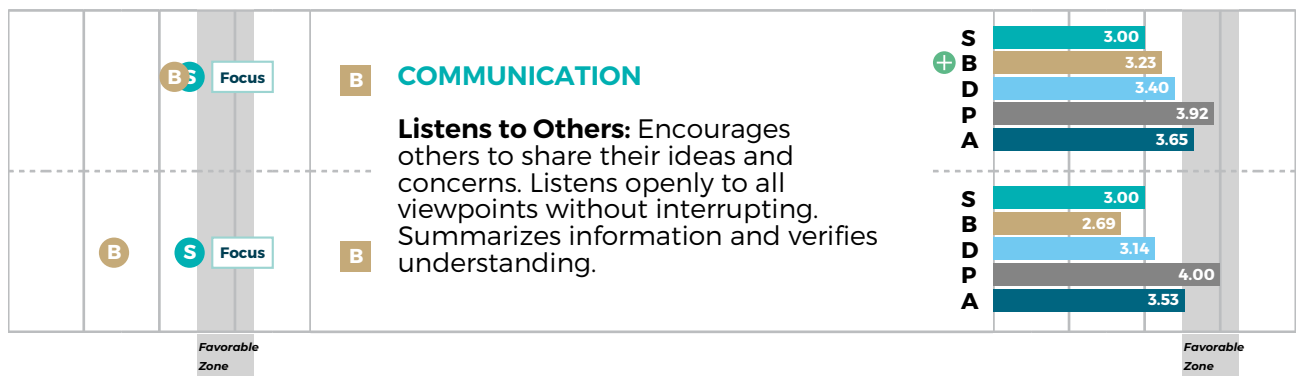 B S Focus
B
COMMUNICATION
Listens to Others: Encourages
others to share their ideas and
concerns. Listens openly to all
viewpoints without interrupting.
Summarizes information and verifies
understanding.
S 3.00
B 3.23
D 3.40
P 3.92
A 3.65
B S Focus
B
S 3.00
B 2.69
D 3.14
P 4.00
A 3.53
Favorable
Zone
Favorable
Zone